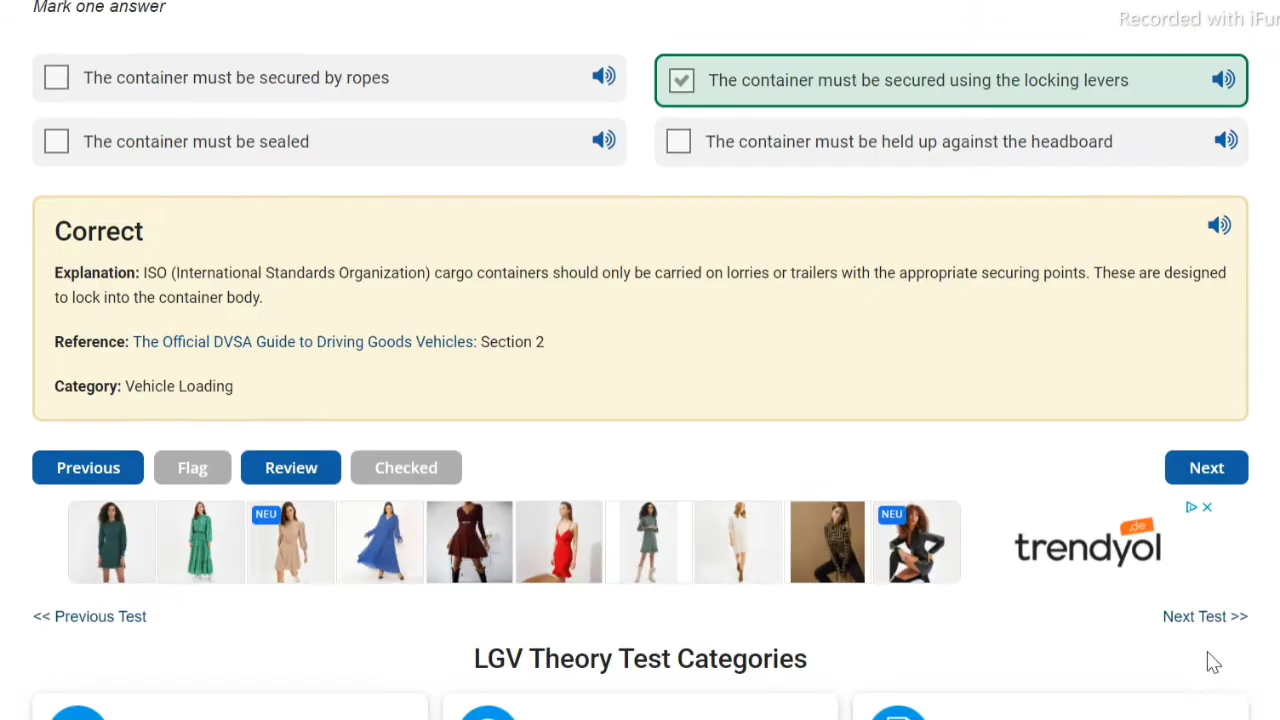 Mark one answer
Recorded with iFun
The container must be secured by ropes
The container must be secured using the locking levers
The container must be sealed
The container must be held up against the headboard
Correct
Explanation: ISO (International Standards Organization) cargo containers should only be carried on lorries or trailers with the appropriate securing points. These are designed
to lock into the container body.
Reference: The Official DVSA Guide to Driving Goods Vehicles: Section 2
Category: Vehicle Loading
Previous Flag Review Checked Next
NEU NEU
trendyol .de
<< Previous Test Next Test >>
LGV Theory Test Categories